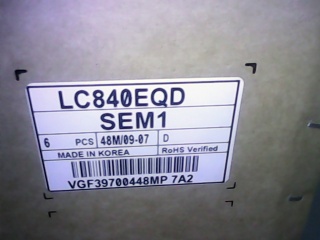 LC840EQD
SEM1
6 PCS 48M/09-07 D
MADE IN KOREA RoHS Verified
VGF39700448MP 7A2